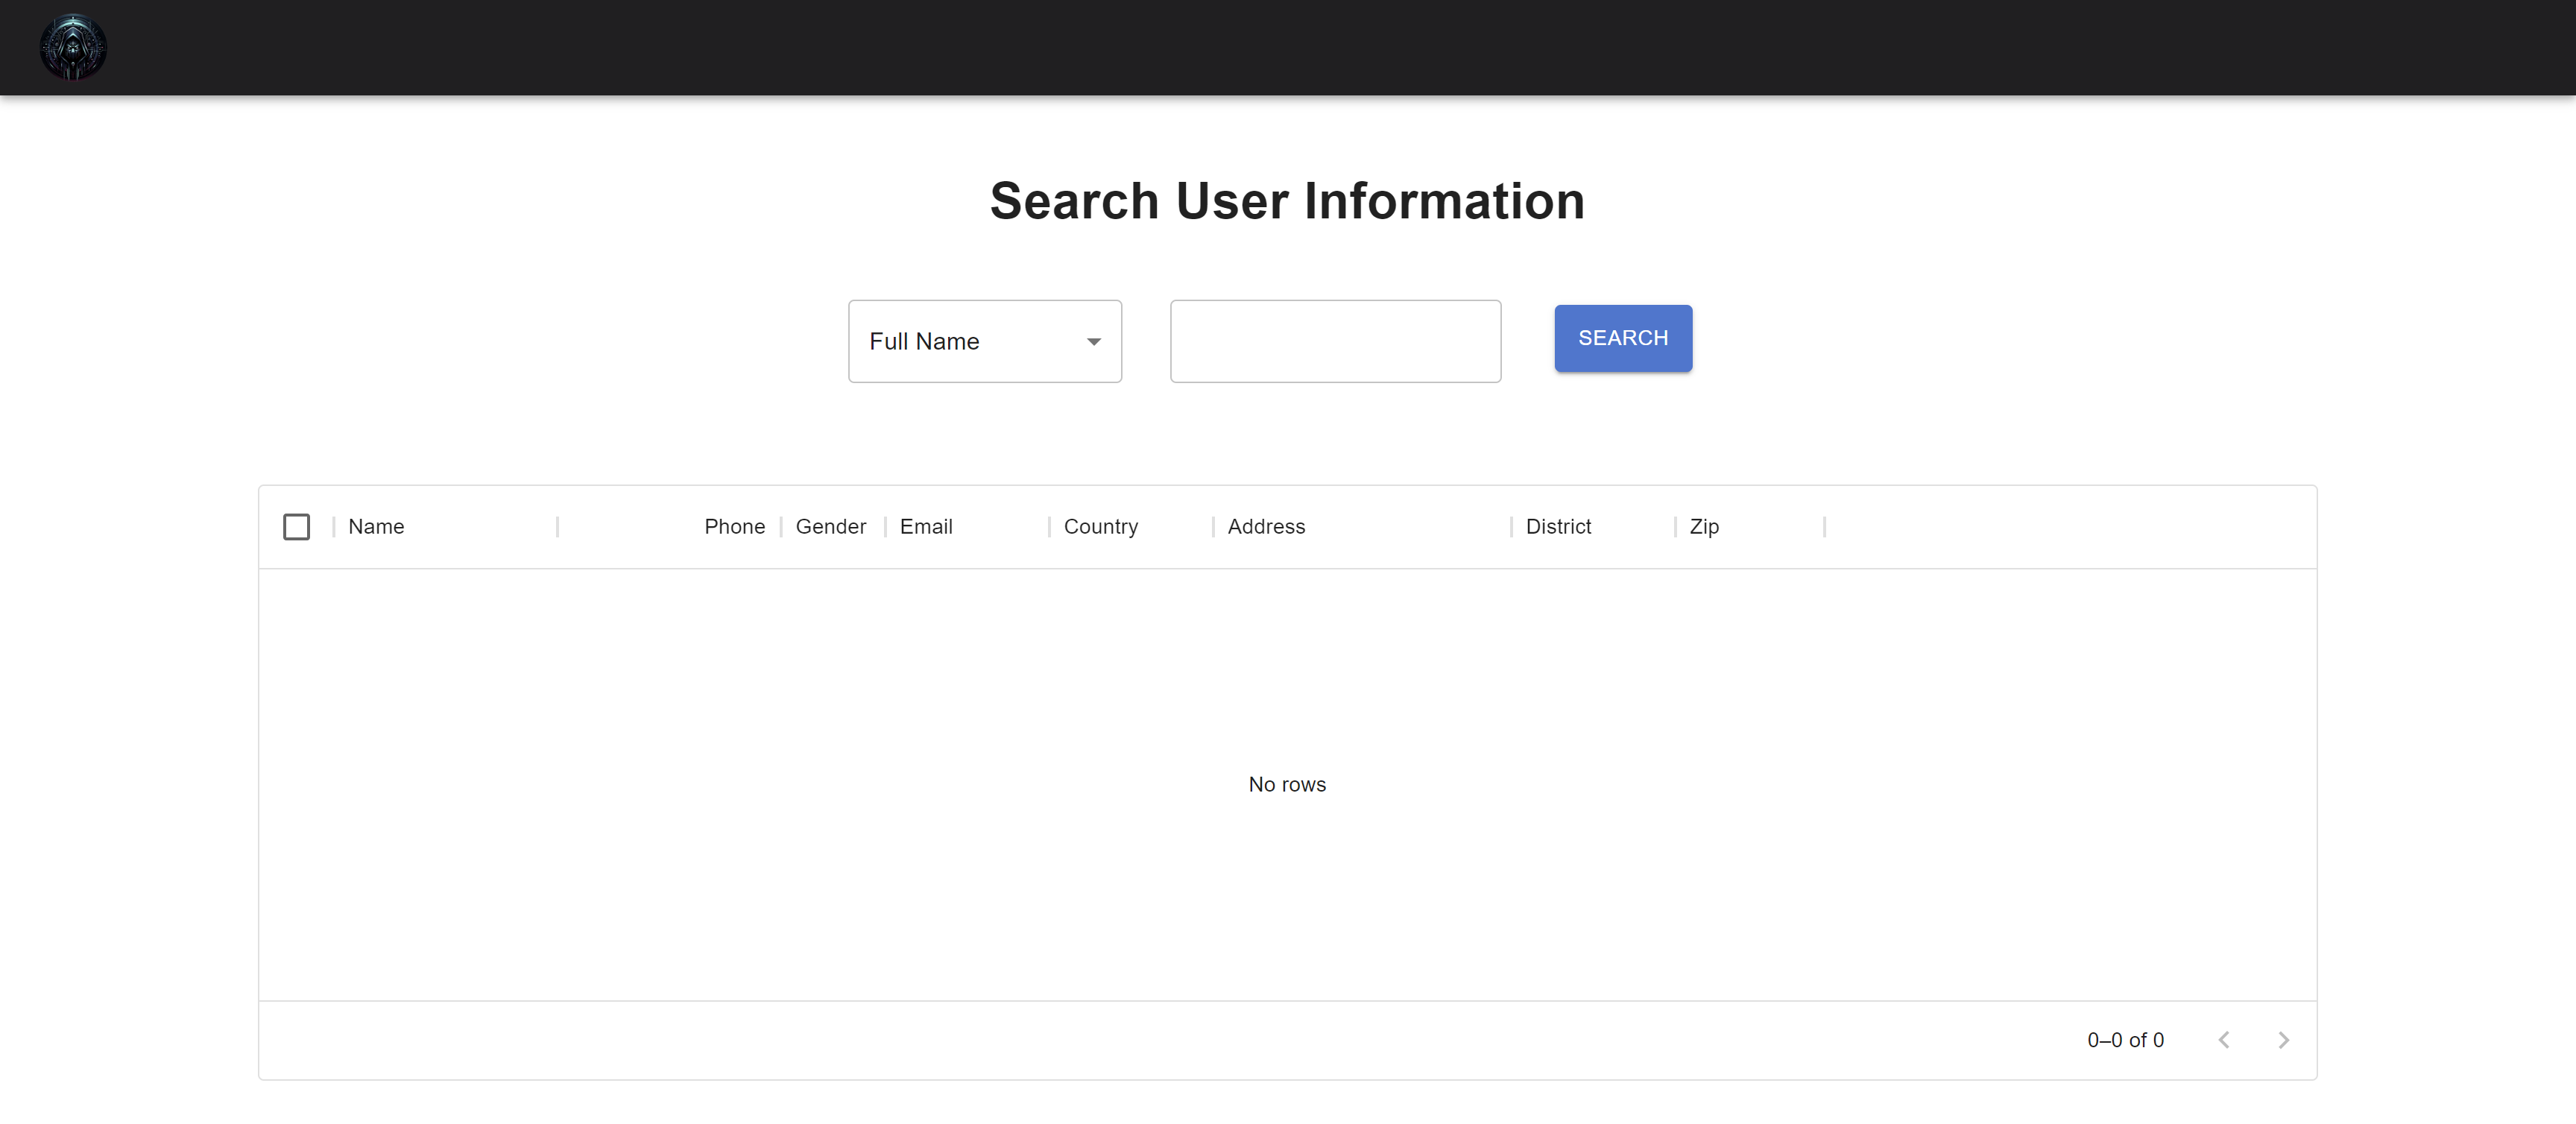 Search User Information
Full Name
SEARCH
Name Phone Gender Email Country Address District Zip
No rows
0–0 of 0